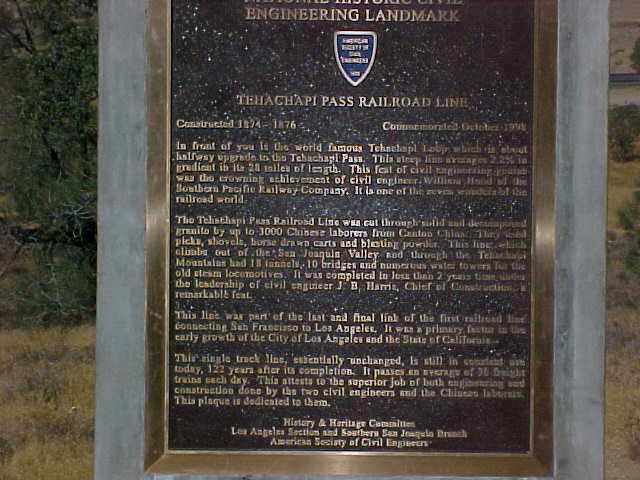 NATIONAL HISTORIC CIVIL
ENGINEERING LANDMARK
AMERICAN
SOCIETY OF
CIVIL
ENGINEERS
1852
TEHACHAPI PASS RAILROAD LINE
Constructed 1874 - 1876 Commemorated October 1998
In front of you is the world famous Tehachapi Loop which is about
halfway upgrade to the Tehachapi Pass. This steep line averages 2.2% in
gradient in its 28 miles of length. This feat of civil engineering genius
was the crowning achievement of civil engineer, William Hood of the
Southern Pacific Railway Company. It is one of the seven wonders of the
railroad world.
The Tehachapi Pass Railroad Line was cut through solid and decomposed
granite by up to 3000 Chinese laborers from Canton China. They used
picks, shovels, horse drawn carts and blasting powder. This line, which
climbs out of the San Joaquin Valley and through the Tehachapi
Mountains had 18 tunnels, 10 bridges and numerous water towers for the
old steam locomotives. It was completed in less than 2 years time under
the leadership of civil engineer J. B. Harris, Chief of Construction, a
remarkable feat.
This line was part of the last and final link of the first railroad line
connecting San Francisco to Los Angeles. It was a primary factor in the
early growth of the City of Los Angeles and the State of California.
This single track line, essentially unchanged, is still in constant use
today, 122 years after its completion. It passes an average of 36 freight
trains each day. This attests to the superior job of both engineering and
construction done by the two civil engineers and the Chinese laborers.
This plaque is dedicated to them.
History & Heritage Committee
Los Angeles Section and Southern San Joaquin Branch
American Society of Civil Engineers